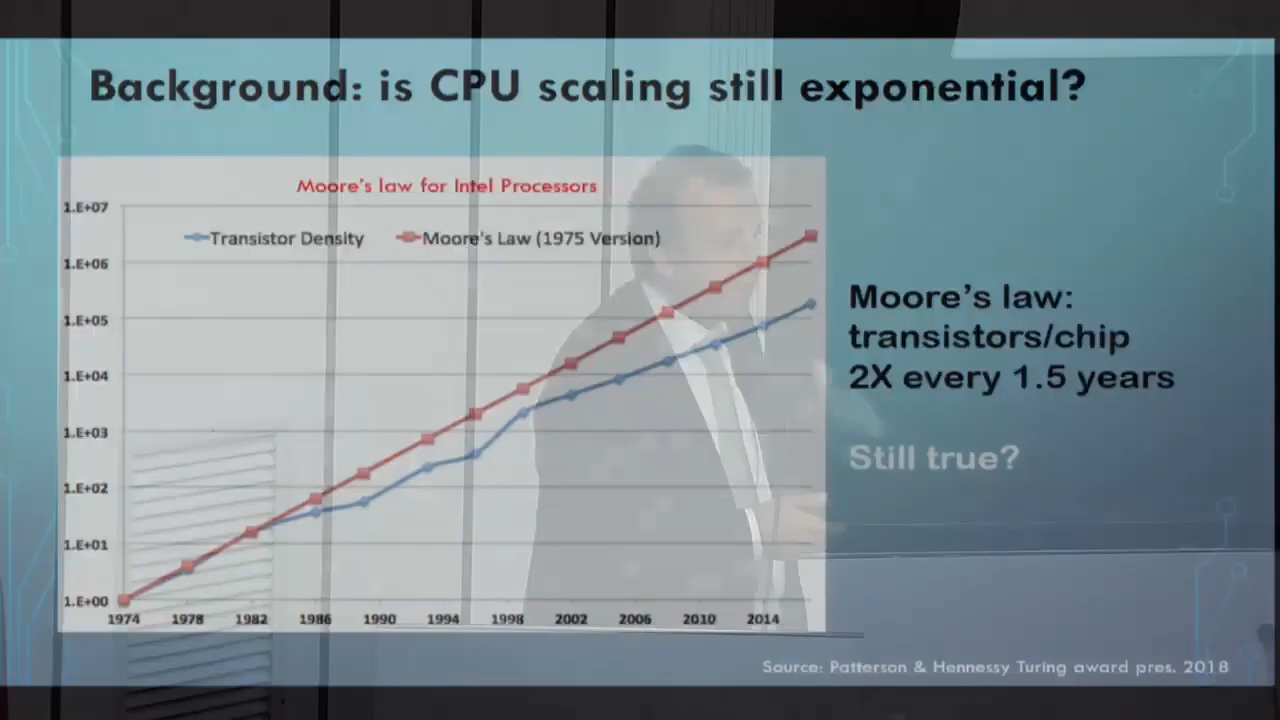 Background: is CPU scaling still exponential?
Moore's law for Intel Processors
1.E+07
Transistor Density
Moore's Law (1975 Version)
1.E+06
1.E+05
1.E+04
1.E+03
1.E+02
1.E+01
1.E+00
1974 1978 1982 1986 1990 1994 1998 2002 2006 2010 2014
Moore's law:
transistors/chip
2X every 1.5 years
Still true?
Source: Patterson & Hennessy Turing award pres. 2018